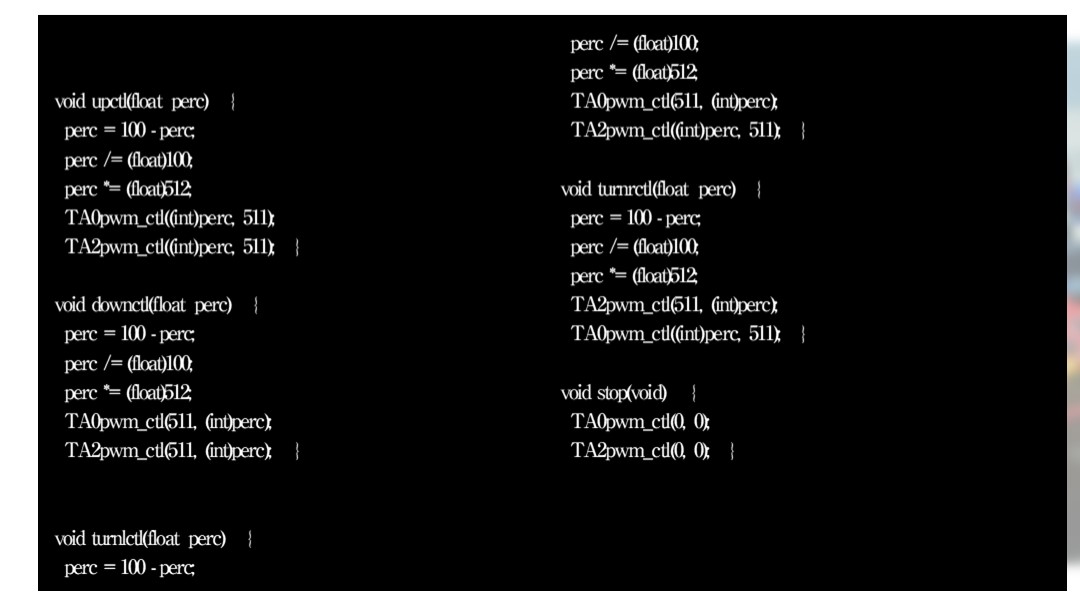 void upctl(float perc) {
perc = 100 - perc;
perc /= (float)100;
perc *= (float)512;
TA0pwm_ctl((int)perc, 511);
TA2pwm_ctl((int)perc, 511); }
void downctl(float perc) {
perc = 100 - perc;
perc /= (float)100;
perc *= (float)512;
TA0pwm_ctl(511, (int)perc);
TA2pwm_ctl(511, (int)perc); }
void turnlctl(float perc) {
perc = 100 - perc;
perc /= (float)100;
perc *= (float)512;
TA0pwm_ctl(511, (int)perc);
TA2pwm_ctl((int)perc, 511); }
void turnrctl(float perc) {
perc = 100 - perc;
perc /= (float)100;
perc *= (float)512;
TA2pwm_ctl(511, (int)perc);
TA0pwm_ctl((int)perc, 511); }
void stop(void) {
TA0pwm_ctl(0, 0);
TA2pwm_ctl(0, 0); }